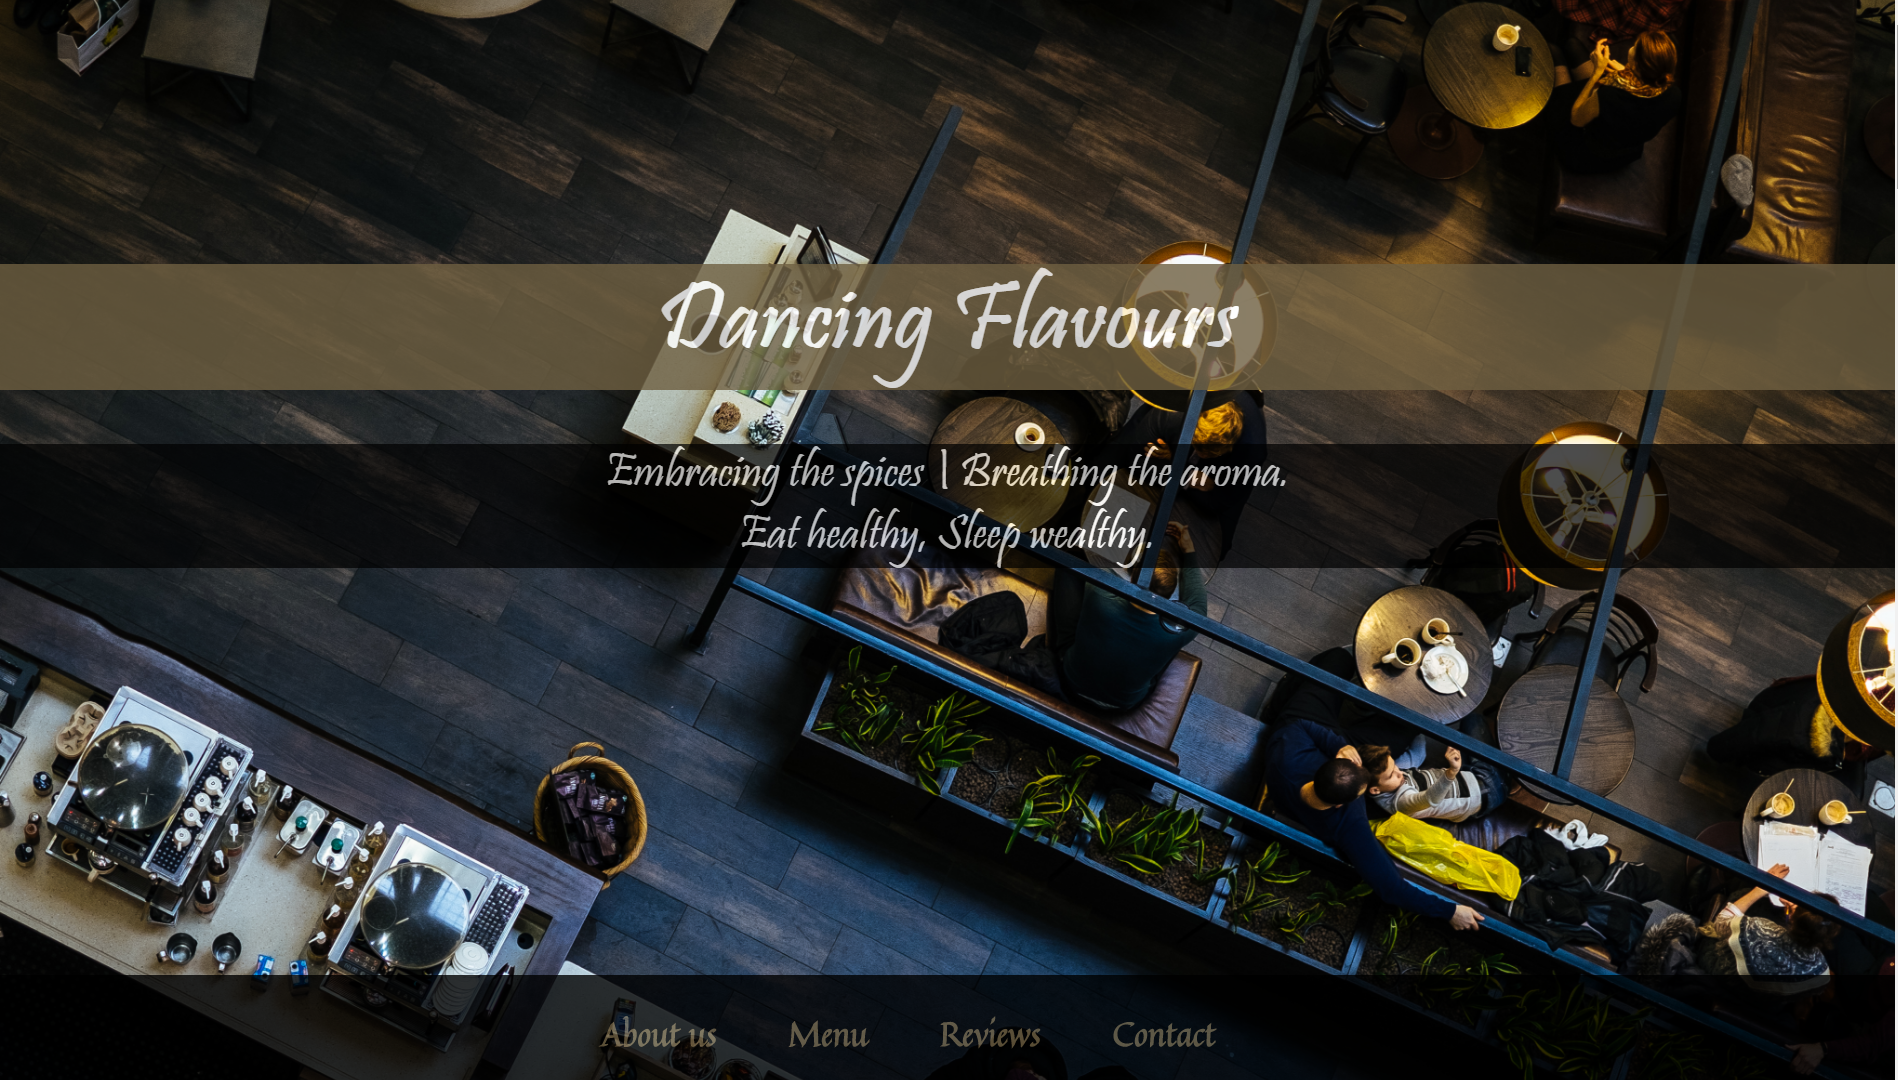 Dancing Flavours
Embracing the spices | Breathing the aroma.
Eat healthy, Sleep wealthy.
About us Menu Reviews Contact